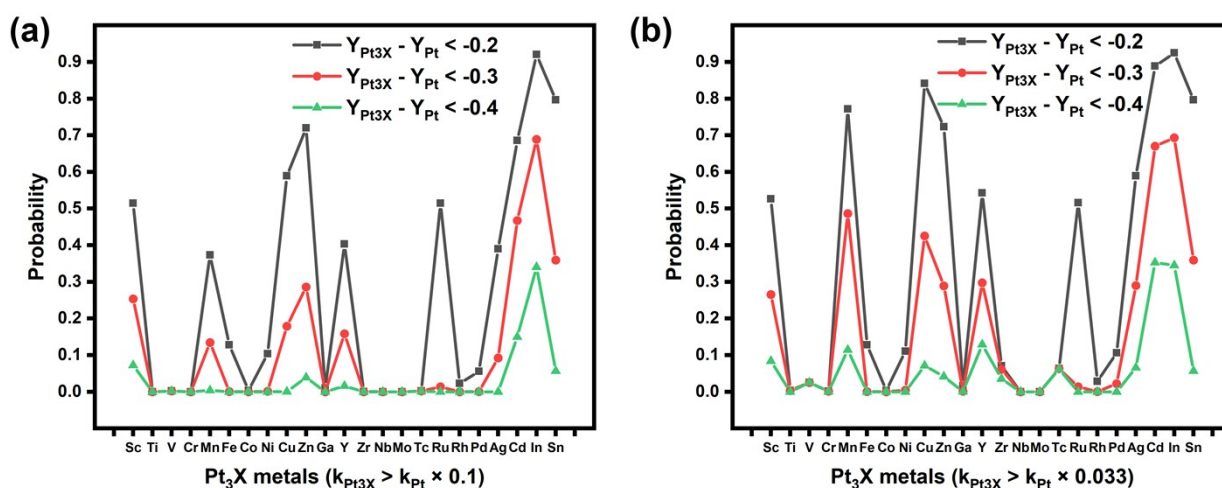 (a)
Y_Pt3X - Y_Pt < -0.2
Y_Pt3X - Y_Pt < -0.3
Y_Pt3X - Y_Pt < -0.4
Probability
0.9
0.8
0.7
0.6
0.5
0.4
0.3
0.2
0.1
0.0
Sc Ti V Cr Mn Fe Co Ni Cu Zn Ga Y Zr Nb Mo Tc Ru Rh Pd Ag Cd In Sn
Pt₃X metals (k_Pt3X > k_Pt × 0.1)
(b)
Y_Pt3X - Y_Pt < -0.2
Y_Pt3X - Y_Pt < -0.3
Y_Pt3X - Y_Pt < -0.4
Probability
0.9
0.8
0.7
0.6
0.5
0.4
0.3
0.2
0.1
0.0
Sc Ti V Cr Mn Fe Co Ni Cu Zn Ga Y Zr Nb Mo Tc Ru Rh Pd Ag Cd In Sn
Pt₃X metals (k_Pt3X > k_Pt × 0.033)